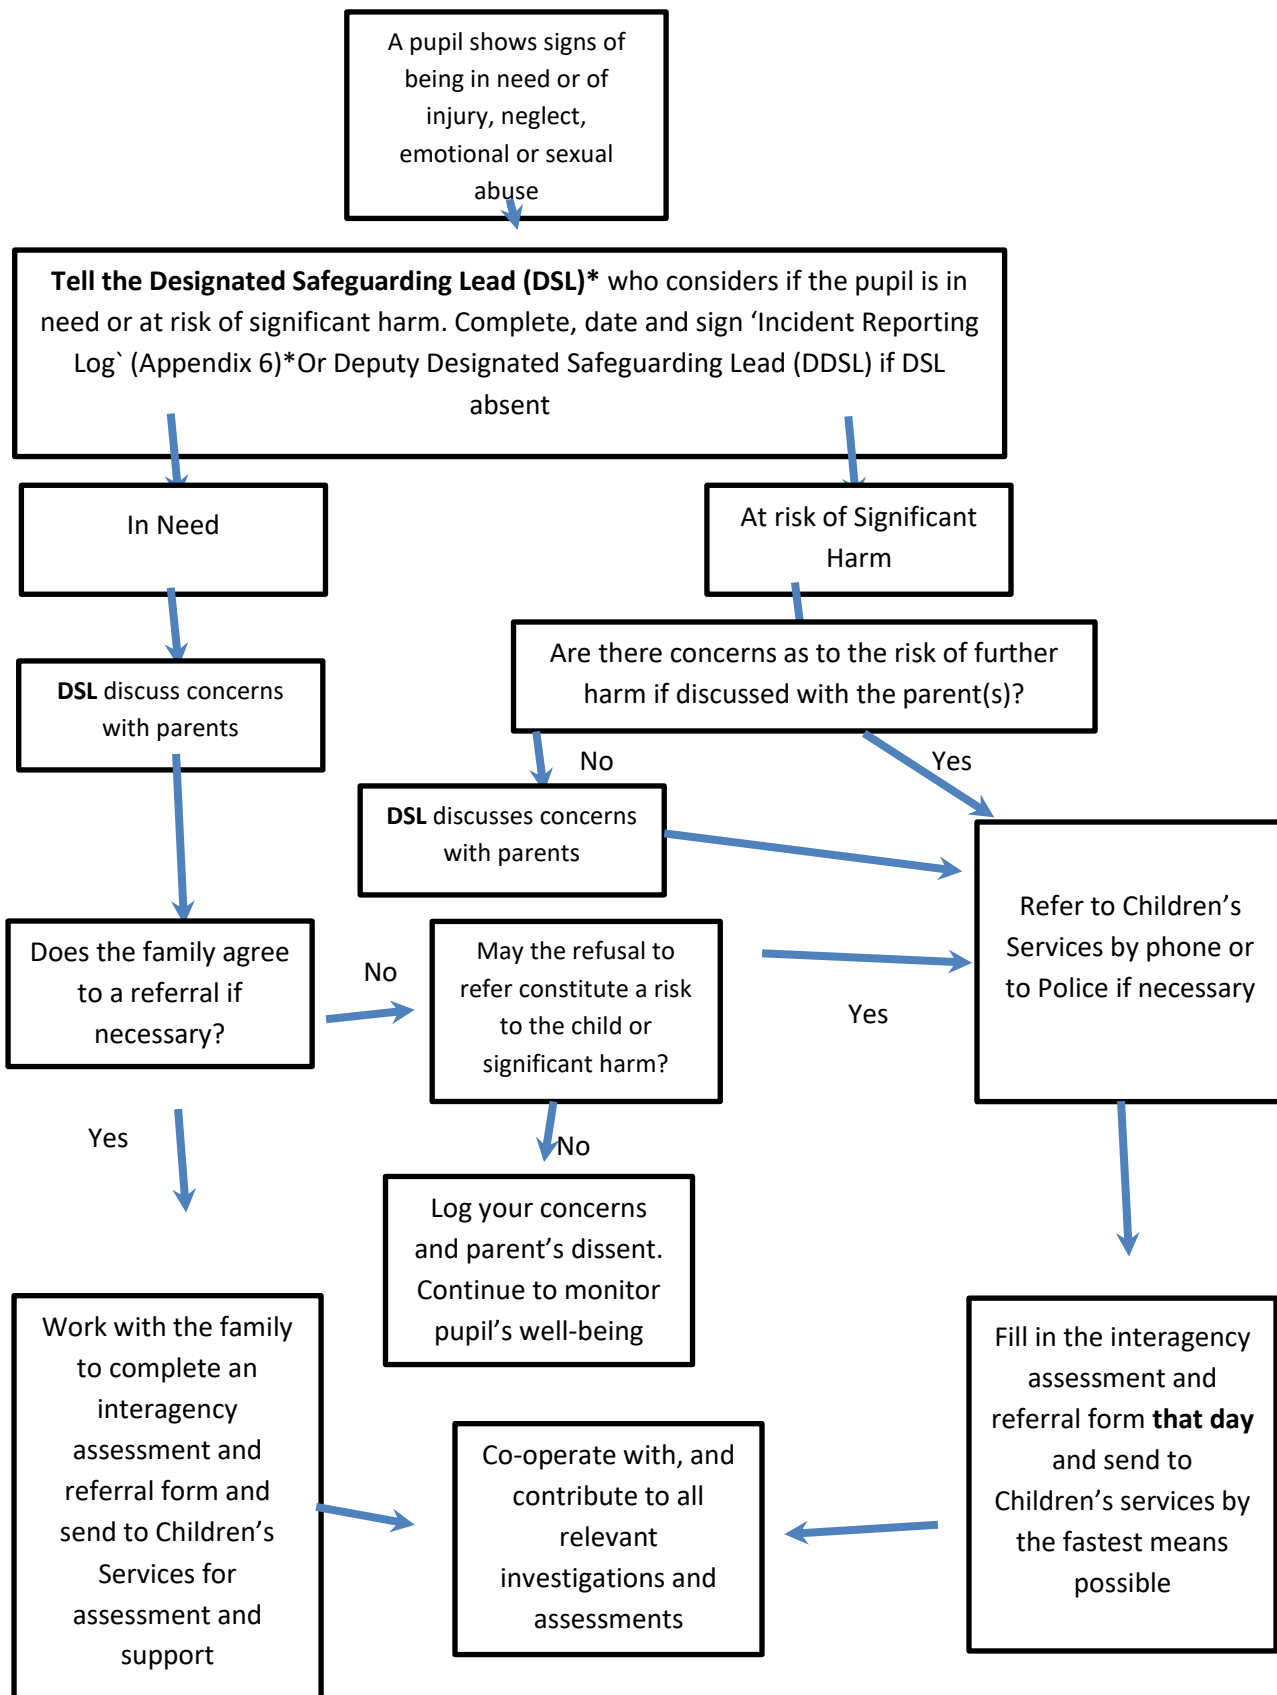 A pupil shows signs of
being in need or of
injury, neglect,
emotional or sexual
abuse
Tell the Designated Safeguarding Lead (DSL)* who considers if the pupil is in
need or at risk of significant harm. Complete, date and sign ‘Incident Reporting
Log` (Appendix 6)*Or Deputy Designated Safeguarding Lead (DDSL) if DSL
absent
In Need
At risk of Significant
Harm
DSL discuss concerns
with parents
Are there concerns as to the risk of further
harm if discussed with the parent(s)?
No
Yes
DSL discusses concerns
with parents
Refer to Children’s
Services by phone or
to Police if necessary
Does the family agree
to a referral if
necessary?
No
May the refusal to
refer constitute a risk
to the child or
significant harm?
Yes
Yes
No
Log your concerns
and parent’s dissent.
Continue to monitor
pupil’s well-being
Work with the family
to complete an
interagency
assessment and
referral form and
send to Children’s
Services for
assessment and
support
Co-operate with, and
contribute to all
relevant
investigations and
assessments
Fill in the interagency
assessment and
referral form that day
and send to
Children’s services by
the fastest means
possible